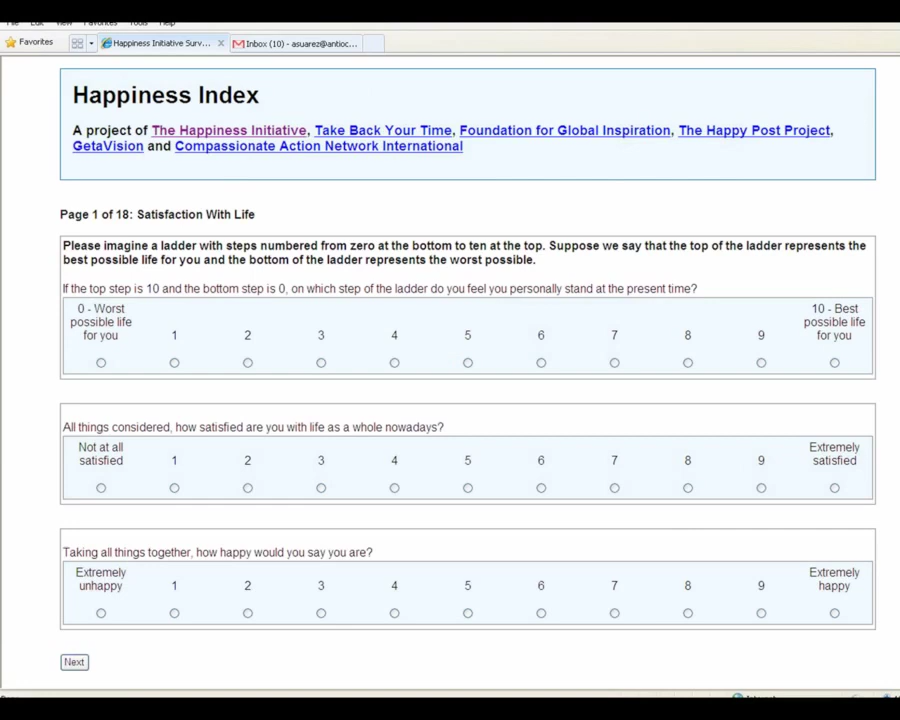 File Edit View Favorites Tools Help
Favorites Happiness Initiative Surv... X Inbox (10) - asuarez@antioc...
Happiness Index
A project of The Happiness Initiative, Take Back Your Time, Foundation for Global Inspiration, The Happy Post Project,
GetaVision and Compassionate Action Network International
Page 1 of 18: Satisfaction With Life
Please imagine a ladder with steps numbered from zero at the bottom to ten at the top. Suppose we say that the top of the ladder represents the
best possible life for you and the bottom of the ladder represents the worst possible.
If the top step is 10 and the bottom step is 0, on which step of the ladder do you feel you personally stand at the present time?
0 - Worst 10 - Best
possible life possible life
for you 1 2 3 4 5 6 7 8 9 for you
All things considered, how satisfied are you with life as a whole nowadays?
Not at all Extremely
satisfied 1 2 3 4 5 6 7 8 9 satisfied
Taking all things together, how happy would you say you are?
Extremely Extremely
unhappy 1 2 3 4 5 6 7 8 9 happy
Next